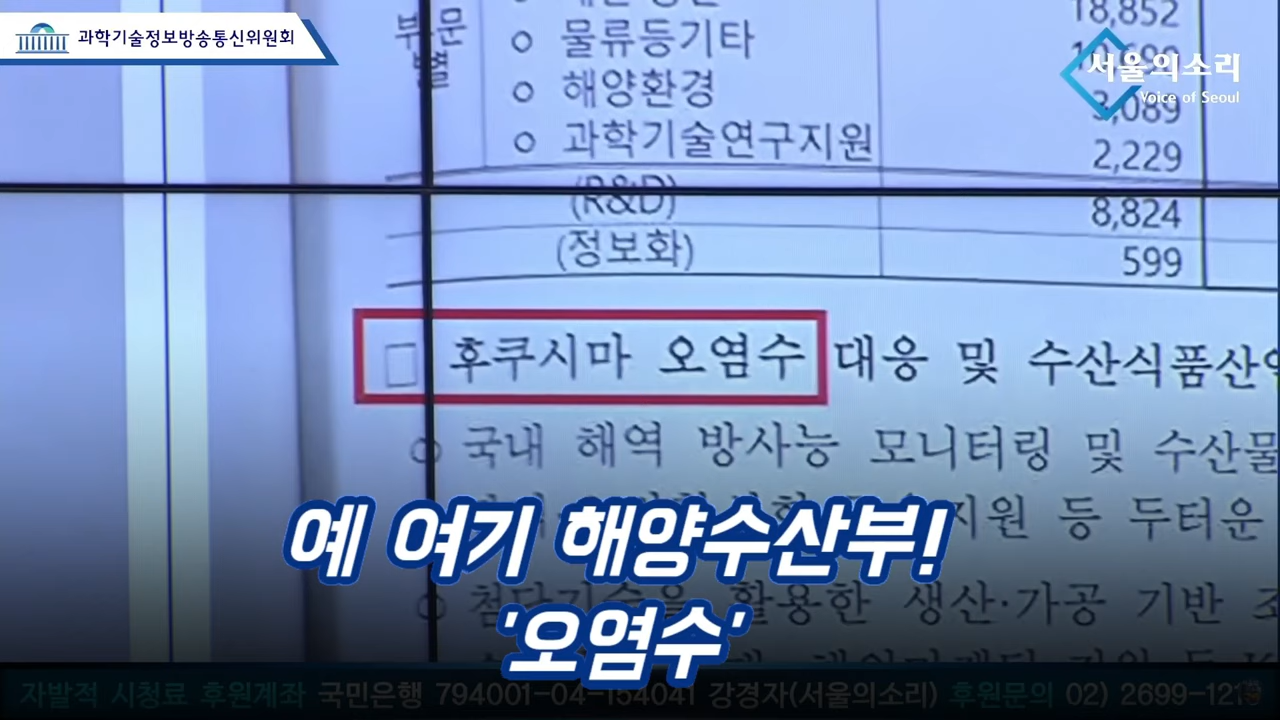 과학기술정보방송통신위원회
서울의소리
Voice of Seoul
부문
별
18,852
○ 물류등기타
○ 해양환경
3,089
○ 과학기술연구지원 2,229
(R&D) 8,824
(정보화) 599
□ 후쿠시마 오염수 대응 및 수산식품산
○ 국내 해역 방사능 모니터링 및 수산물
지원 등 두터운
○ 첨단기술을 활용한 생산·가공 기반
예 여기 해양수산부!
'오염수'
자발적 시청료 후원계좌 국민은행 794001-04-154041 강경자(서울의소리) 후원문의 02) 2699-1219